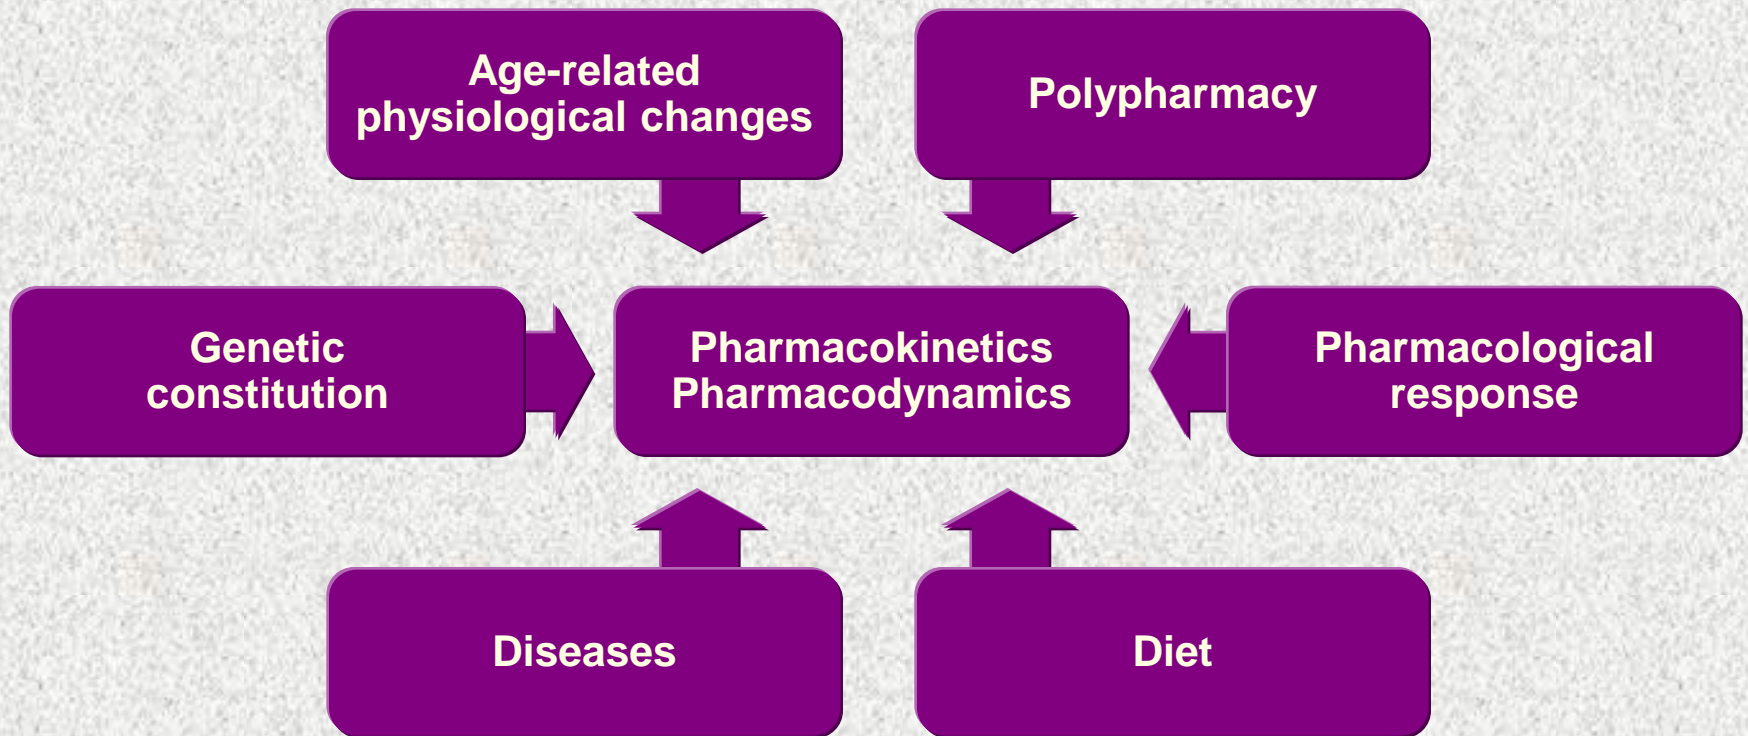 Age-related
physiological changes
Polypharmacy
Genetic
constitution
Pharmacokinetics
Pharmacodynamics
Pharmacological
response
Diseases
Diet